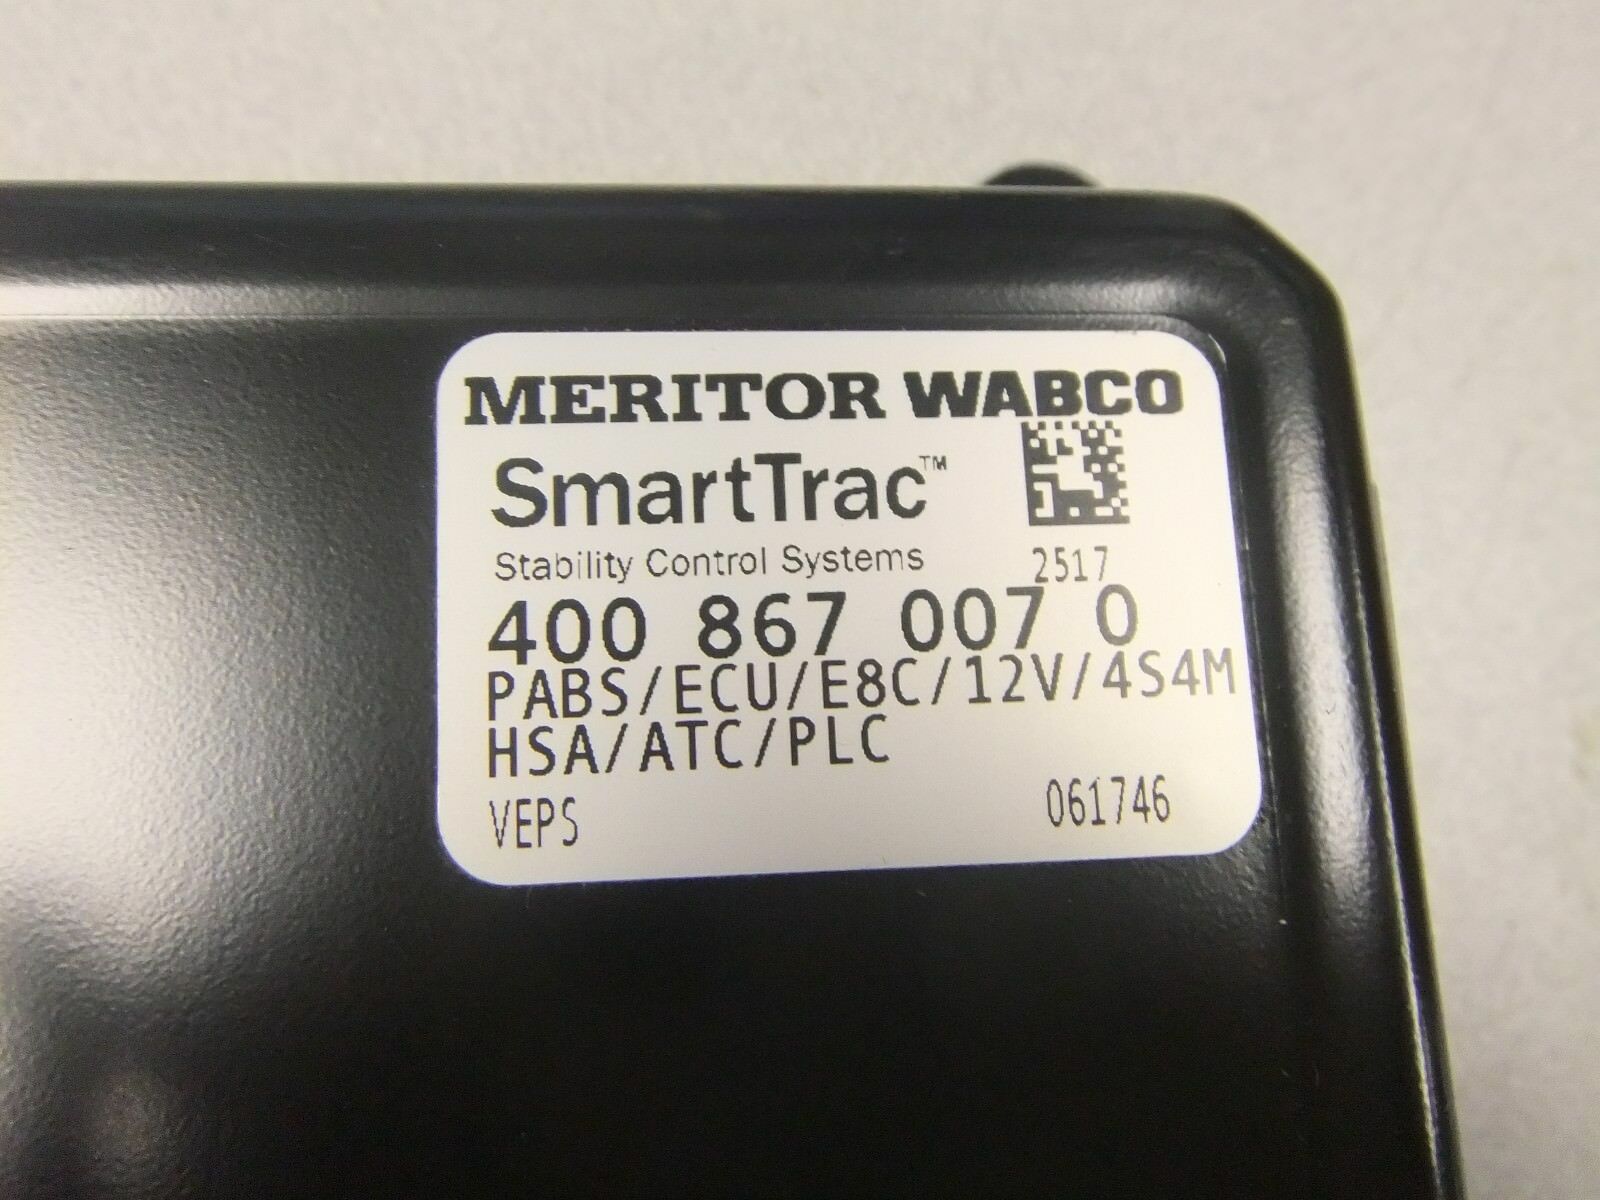 MERITOR WABCO
SmartTrac™
Stability Control Systems 2517
400 867 007 0
PABS/ECU/E8C/12V/4S4M
HSA/ATC/PLC
VEPS 061746